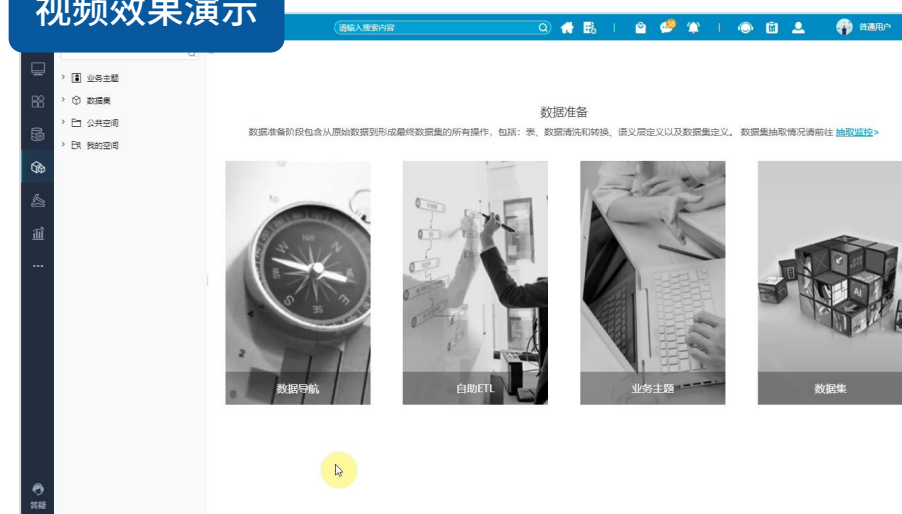 视频效果演示
请输入搜索内容
普通用户
业务主题
数据集
公共空间
我的空间
数据准备
数据准备阶段包含从原始数据到形成最终数据集的所有操作，包括：表、数据清洗和转换、语义层定义以及数据集定义。 数据集抽取情况请前往 抽取监控>
数据导航
自助ETL
业务主题
数据集
答疑